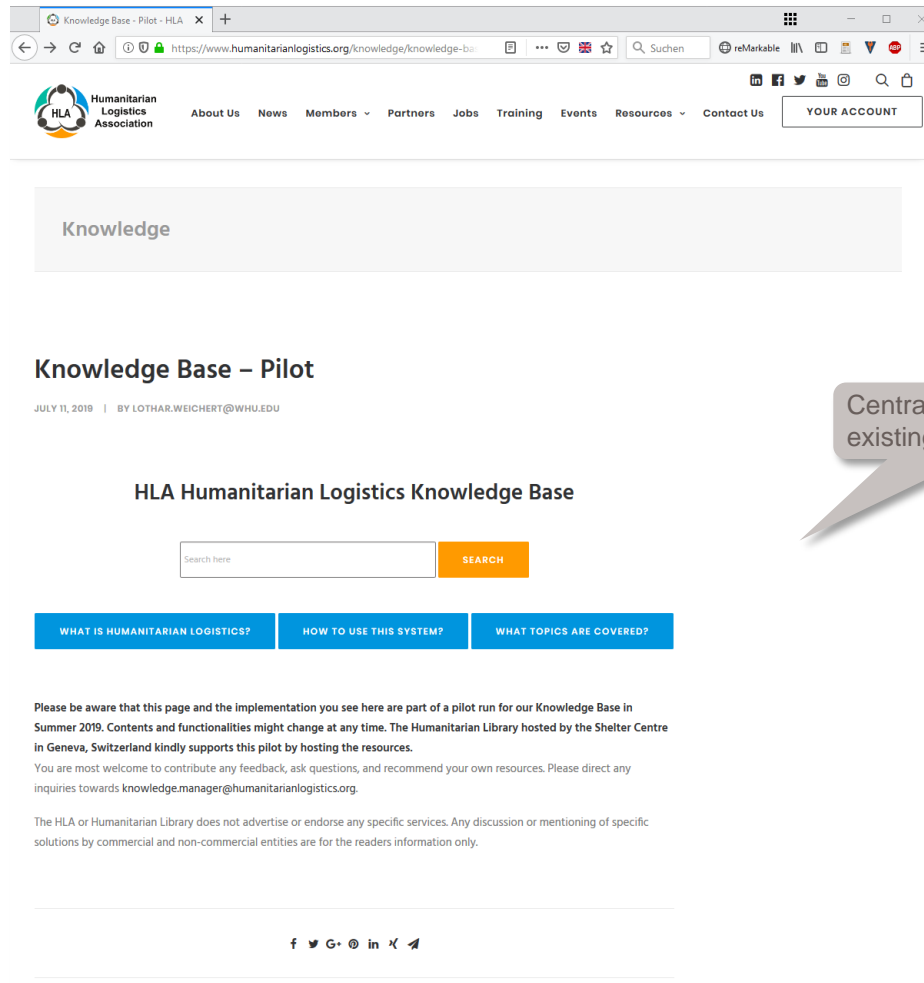 Knowledge Base - Pilot - HLA
https://www.humanitarianlogistics.org/knowledge/knowledge-ba
Suchen
reMarkable
ABP
HLA
Humanitarian
Logistics
Association
About Us News Members Partners Jobs Training Events Resources Contact Us YOUR ACCOUNT
Knowledge
Knowledge Base – Pilot
JULY 11, 2019 | BY LOTHAR.WEICHERT@WHU.EDU
Centra
existing
HLA Humanitarian Logistics Knowledge Base
Search here SEARCH
WHAT IS HUMANITARIAN LOGISTICS? HOW TO USE THIS SYSTEM? WHAT TOPICS ARE COVERED?
Please be aware that this page and the implementation you see here are part of a pilot run for our Knowledge Base in
Summer 2019. Contents and functionalities might change at any time. The Humanitarian Library hosted by the Shelter Centre
in Geneva, Switzerland kindly supports this pilot by hosting the resources.
You are most welcome to contribute any feedback, ask questions, and recommend your own resources. Please direct any
inquiries towards knowledge.manager@humanitarianlogistics.org.
The HLA or Humanitarian Library does not advertise or endorse any specific services. Any discussion or mentioning of specific
solutions by commercial and non-commercial entities are for the readers information only.